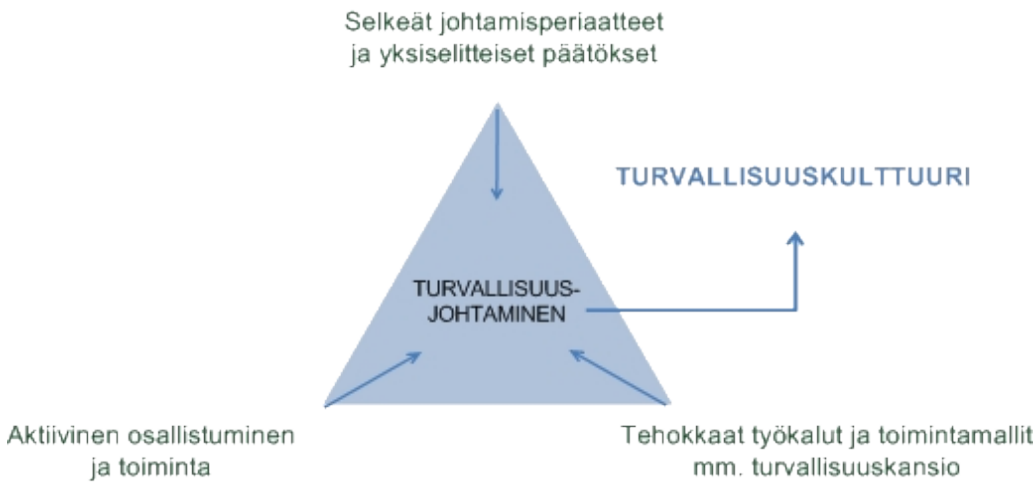 Selkeät johtamisperiaatteet
ja yksiselitteiset päätökset
TURVALLISUUSKULTTUURI
TURVALLISUUS-
JOHTAMINEN
Aktiivinen osallistuminen
ja toiminta
Tehokkaat työkalut ja toimintamallit
mm. turvallisuuskansio